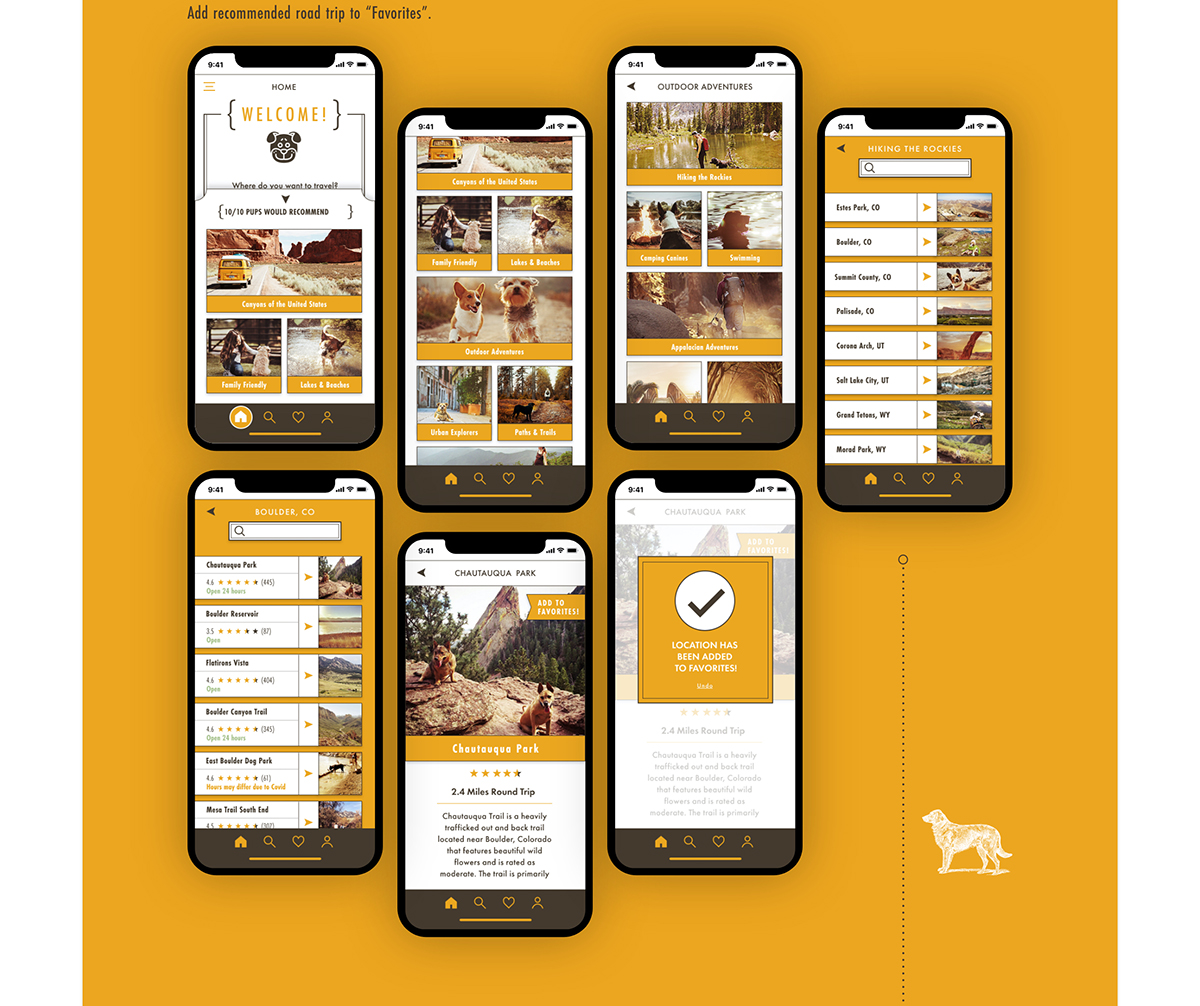 Add recommended road trip to “Favorites”.
9:41
HOME
{ WELCOME! }
Where do you want to travel?
{10/10 PUPS WOULD RECOMMEND }
Canyons of the United States
Family Friendly
Lakes & Beaches
9:41
Canyons of the United States
Family Friendly
Lakes & Beaches
Outdoor Adventures
Urban Explorers
Paths & Trails
9:41
OUTDOOR ADVENTURES
Hiking the Rockies
Camping Canines
Swimming
Appalacian Adventures
9:41
HIKING THE ROCKIES
Estes Park, CO
Boulder, CO
Summit County, CO
Palisade, CO
Corona Arch, UT
Salt Lake City, UT
Grand Tetons, WY
Morad Park, WY
9:41
BOULDER, CO
Chautauqua Park
4.6 ★ ★ ★ ★ ★ (445)
Open 24 hours
Boulder Reservoir
3.5 ★ ★ ★ ★ ★ (87)
Open
Flatirons Vista
4.6 ★ ★ ★ ★ ★ (404)
Open
Boulder Canyon Trail
4.6 ★ ★ ★ ★ ★ (345)
Open 24 hours
East Boulder Dog Park
4.6 ★ ★ ★ ★ ★ (61)
Hours may differ due to Covid
Mesa Trail South End
4.5 ★ ★ ★ ★ ★ (302)
9:41
CHAUTAUQUA PARK
ADD TO
FAVORITES!
Chautauqua Park
2.4 Miles Round Trip
Chautauqua Trail is a heavily
trafficked out and back trail
located near Boulder, Colorado
that features beautiful wild
flowers and is rated as
moderate. The trail is primarily
9:41
CHAUTAUQUA PARK
ADD TO
FAVORITES!
LOCATION HAS
BEEN ADDED
TO FAVORITES!
Undo
2.4 Miles Round Trip
Chautauqua Trail is a heavily
trafficked out and back trail
located near Boulder, Colorado
that features beautiful wild
flowers and is rated as
moderate. The trail is primarily